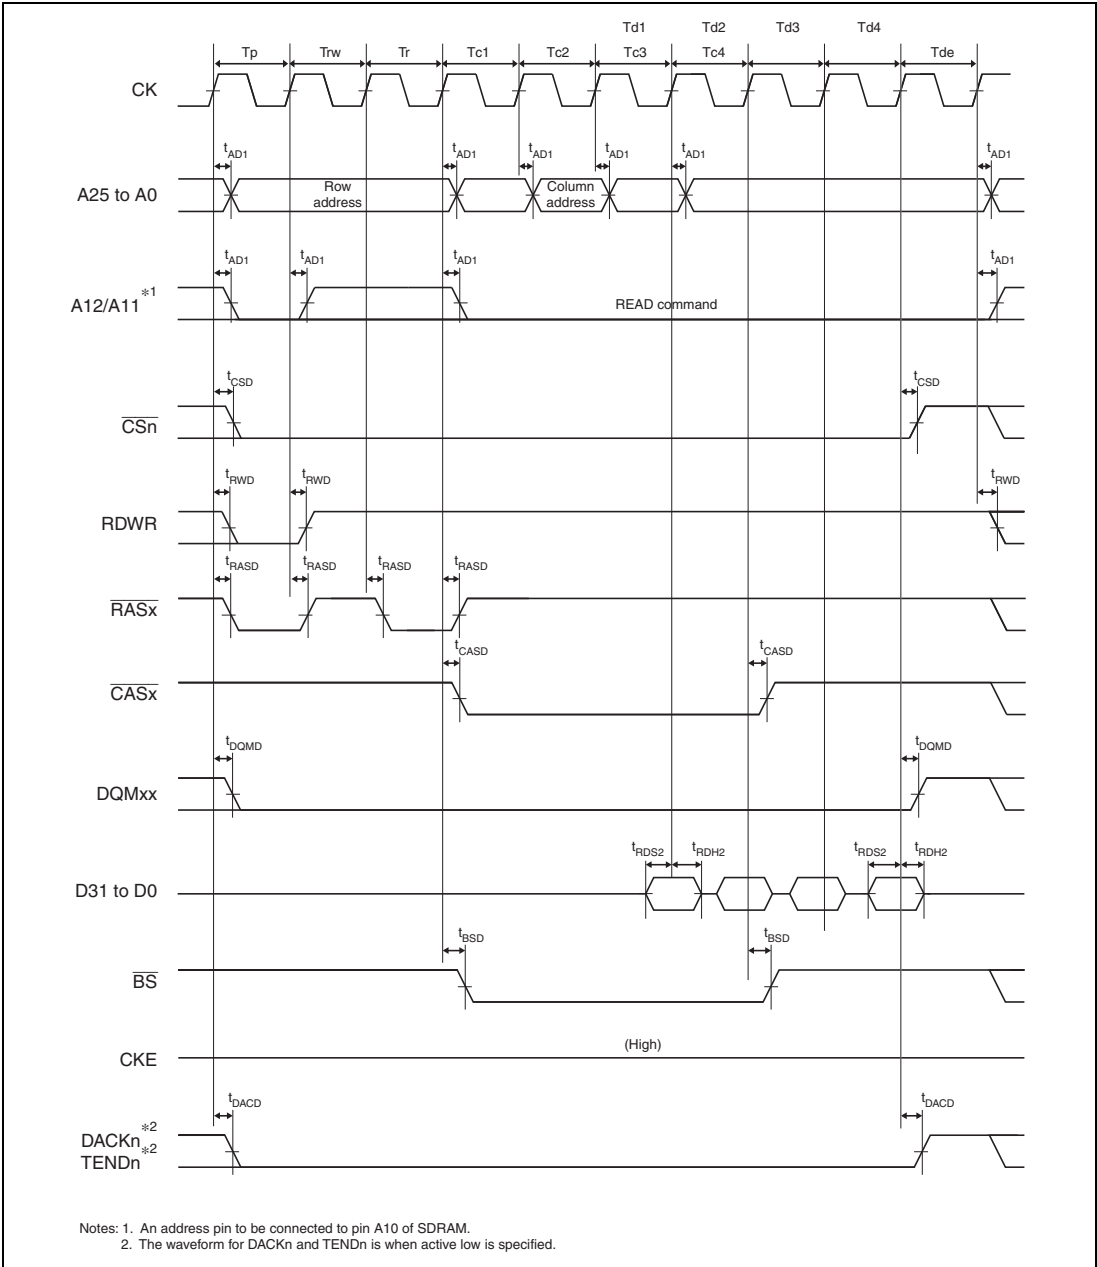 Td1 Td2 Td3 Td4
Tp Trw Tr Tc1 Tc2 Tc3 Tc4 Tde
CK
tAD1 tAD1 tAD1 tAD1 tAD1 tAD1
A25 to A0
Row address
Column address
tAD1 tAD1 tAD1 tAD1
A12/A11*1
READ command
tCSD tCSD
CSn
tRWD tRWD tRWD
RDWR
tRASD tRASD tRASD tRASD
RASx
tCASD tCASD
CASx
tDQMD tDQMD
DQMxx
tRDS2 tRDH2 tRDS2 tRDH2
D31 to D0
tBSD tBSD
BS
(High)
CKE
tDACD tDACD
DACKn*2
TENDn*2
Notes: 1. An address pin to be connected to pin A10 of SDRAM.
2. The waveform for DACKn and TENDn is when active low is specified.